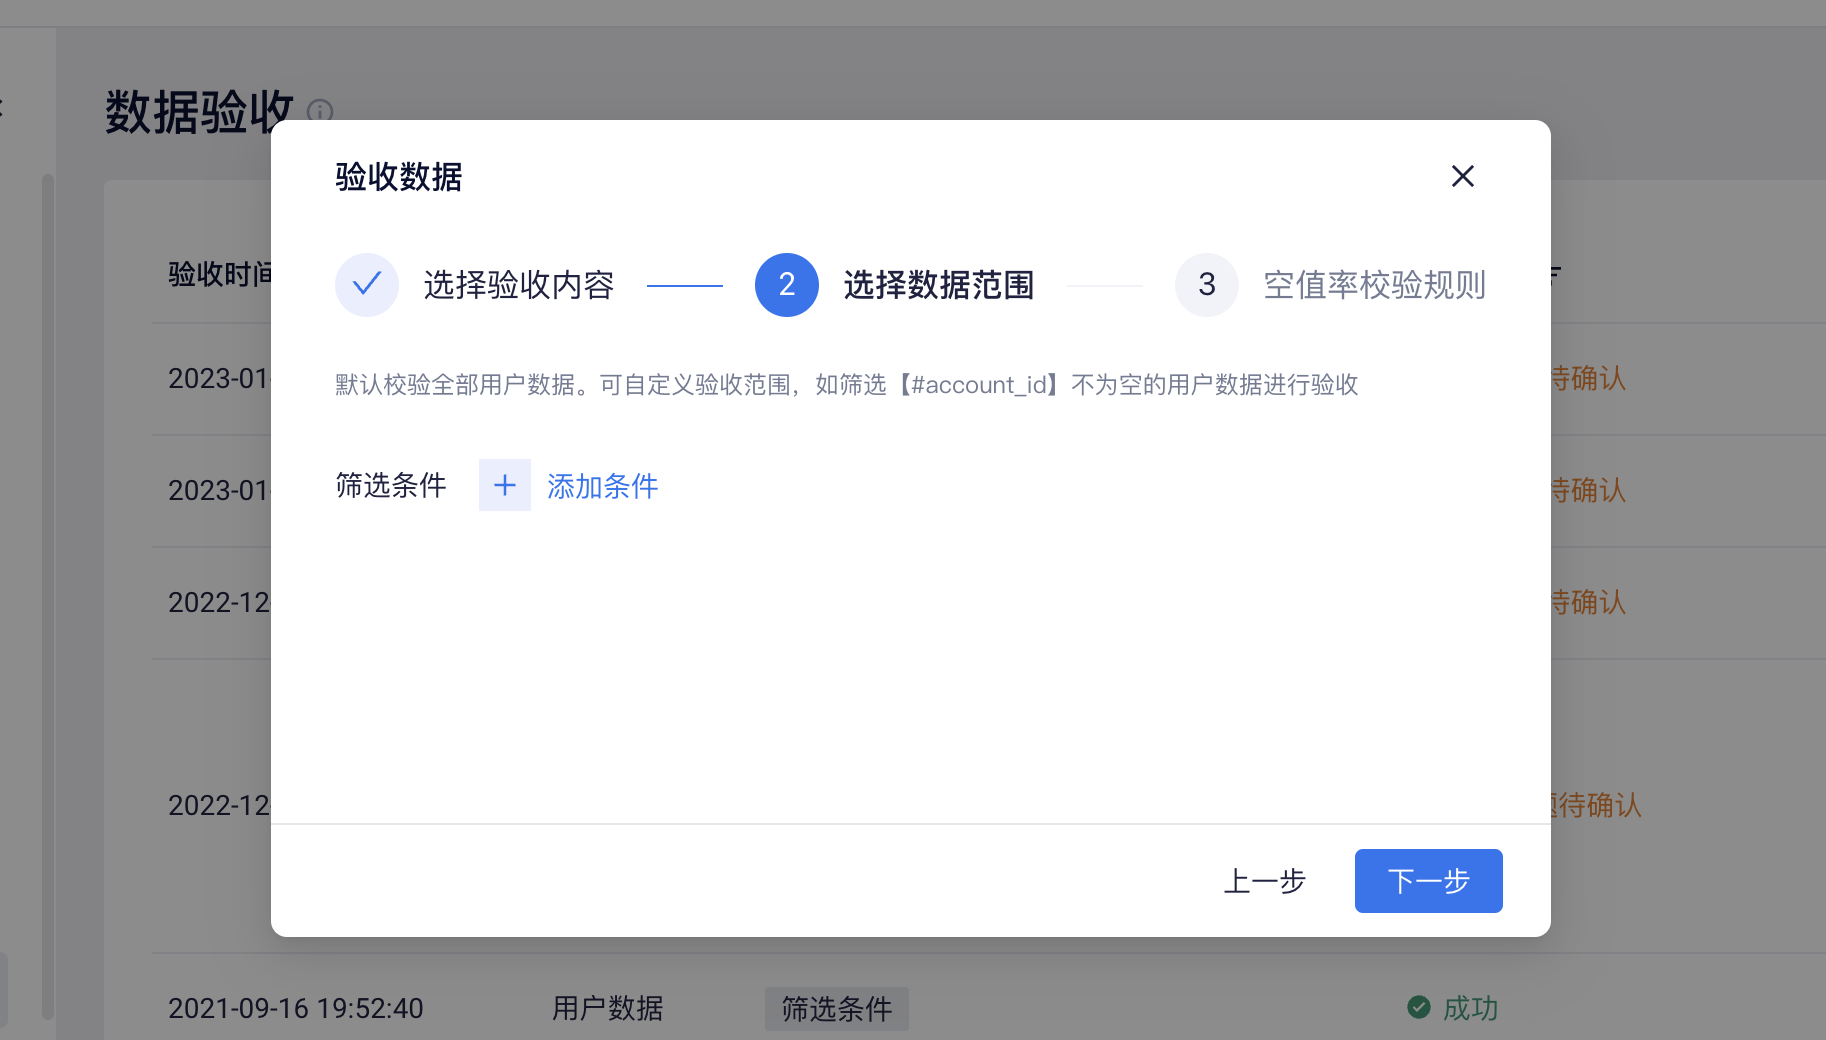 数据验收
验收数据
选择验收内容 2 选择数据范围 3 空值率校验规则
默认校验全部用户数据。可自定义验收范围，如筛选【#account_id】不为空的用户数据进行验收
筛选条件 + 添加条件
上一步 下一步
验收时间
2023-01- 待确认
2023-01- 待确认
2022-12- 待确认
2022-12- 待确认
2021-09-16 19:52:40 用户数据 筛选条件 成功